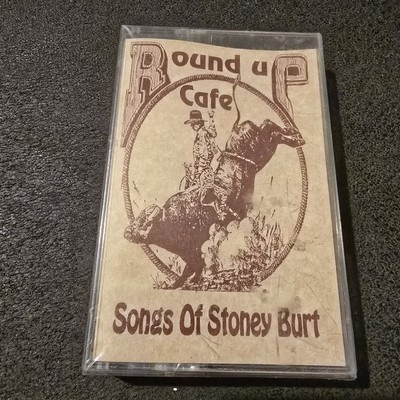 Round uP
Cafe
Songs Of Stoney Burt